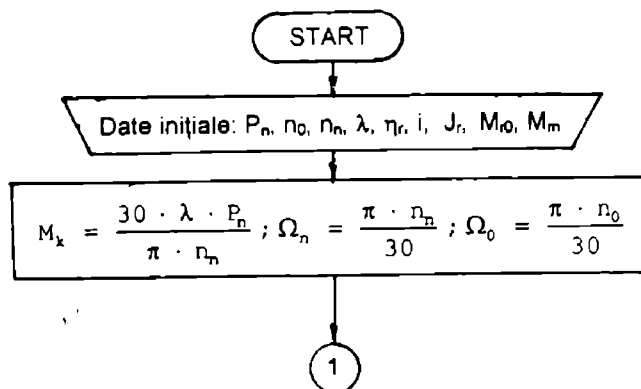 START
Date inițiale: Pₙ, n₀, nₙ, λ, ηᵣ, i, Jᵣ, Mᵣ₀, Mₘ
Mₖ = (30 · λ · Pₙ) / (π · nₙ) ; Ωₙ = (π · nₙ) / 30 ; Ω₀ = (π · n₀) / 30
1